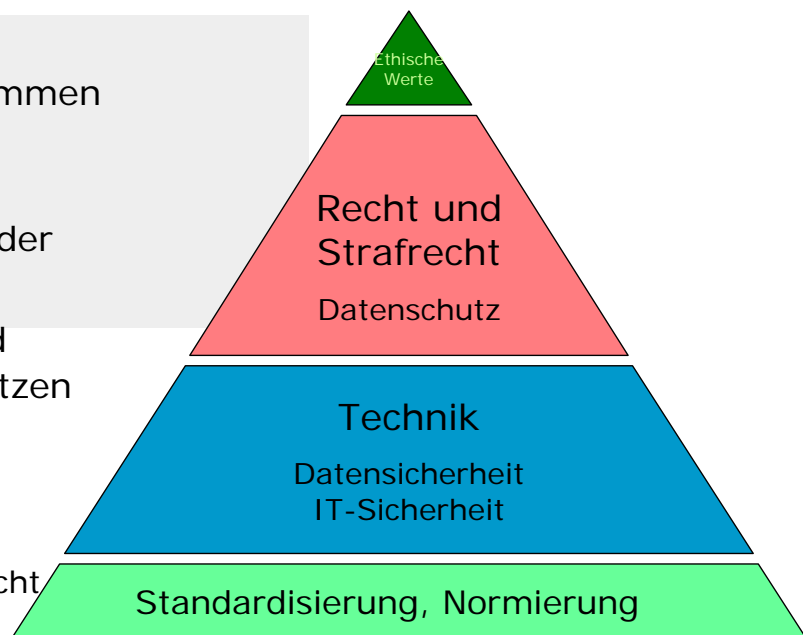 mmen
der
d
tzen
cht
Ethische
Werte
Recht und
Strafrecht
Datenschutz
Technik
Datensicherheit
IT-Sicherheit
Standardisierung, Normierung